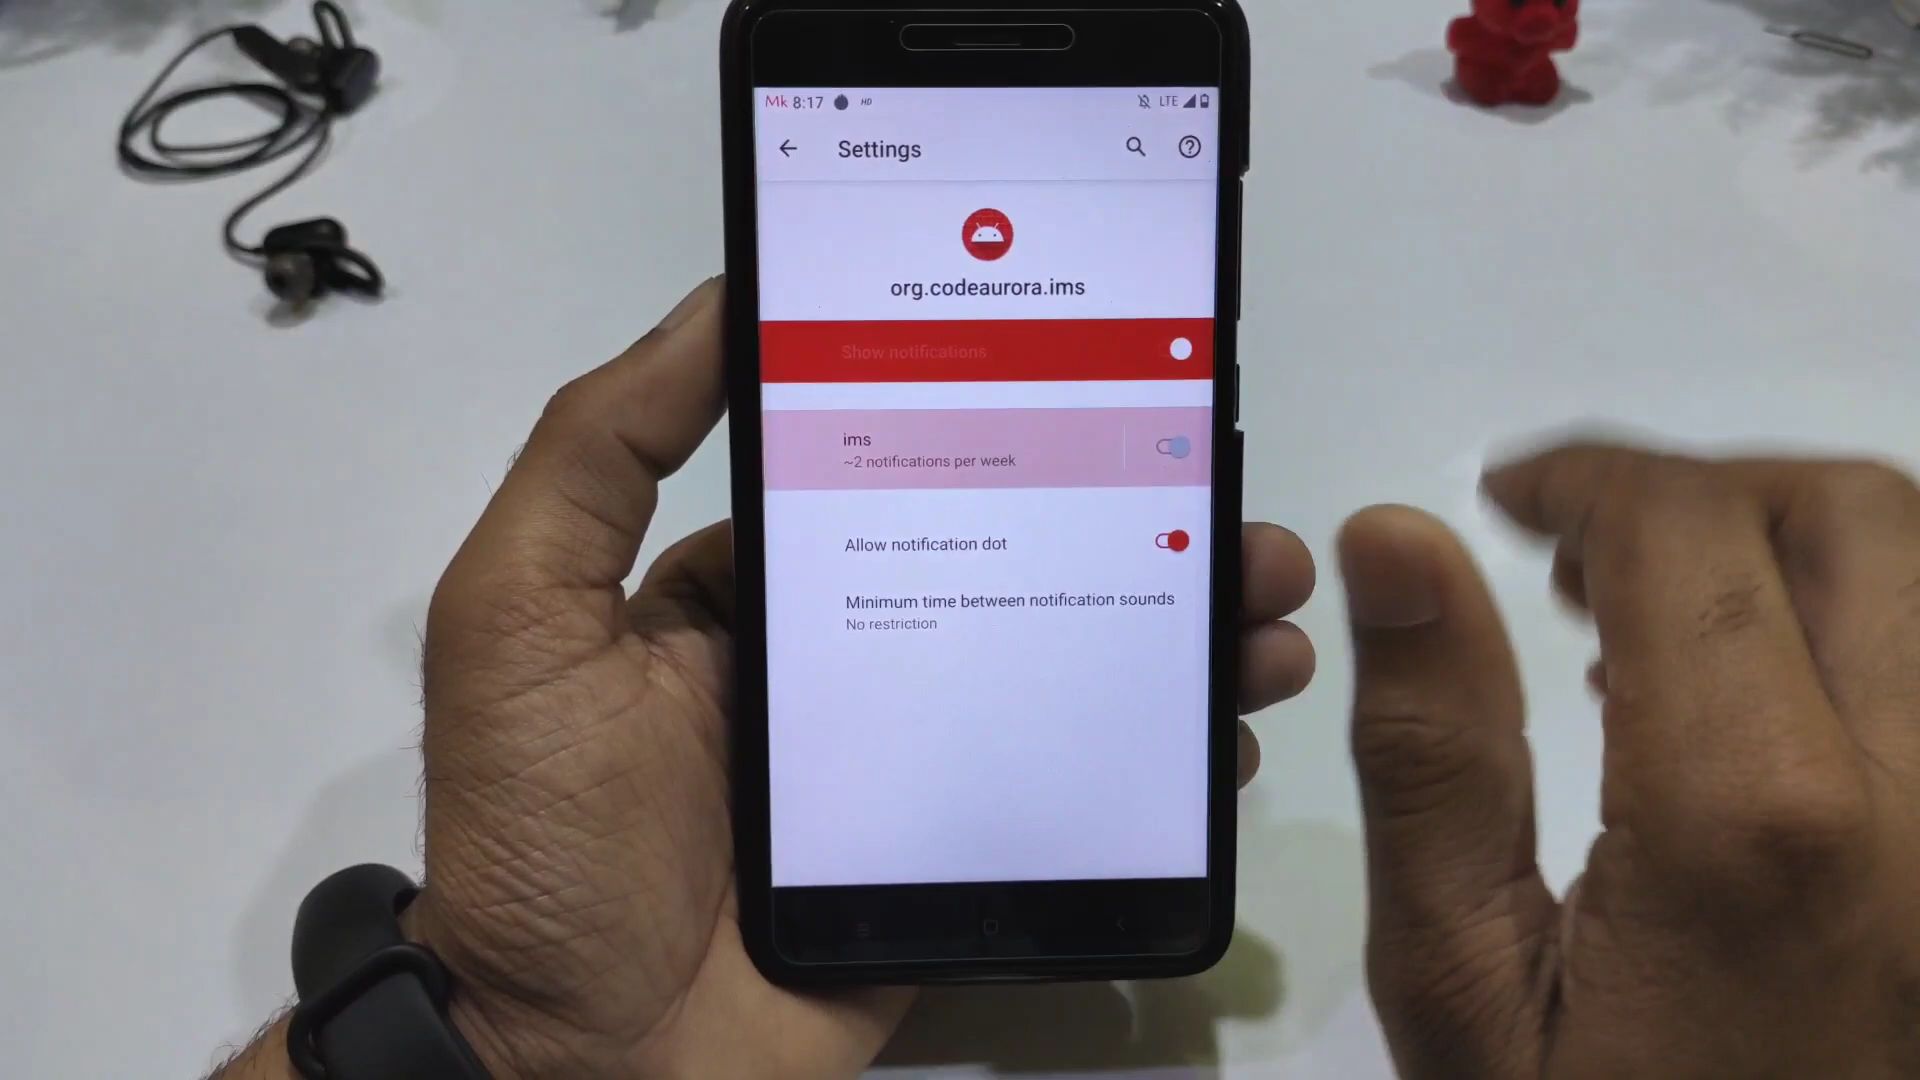 Mk 8:17 HD LTE
Settings
org.codeaurora.ims
Show notifications
ims
~2 notifications per week
Allow notification dot
Minimum time between notification sounds
No restriction